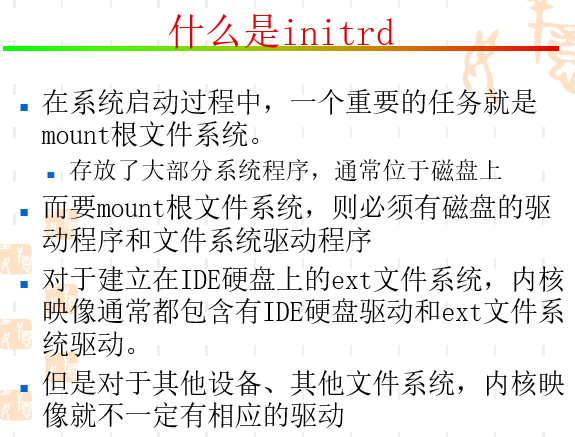 什么是initrd
在系统启动过程中，一个重要的任务就是
mount根文件系统。
存放了大部分系统程序，通常位于磁盘上
而要mount根文件系统，则必须有磁盘的驱
动程序和文件系统驱动程序
对于建立在IDE硬盘上的ext文件系统，内核
映像通常都包含有IDE硬盘驱动和ext文件系
统驱动。
但是对于其他设备、其他文件系统，内核映
像就不一定有相应的驱动